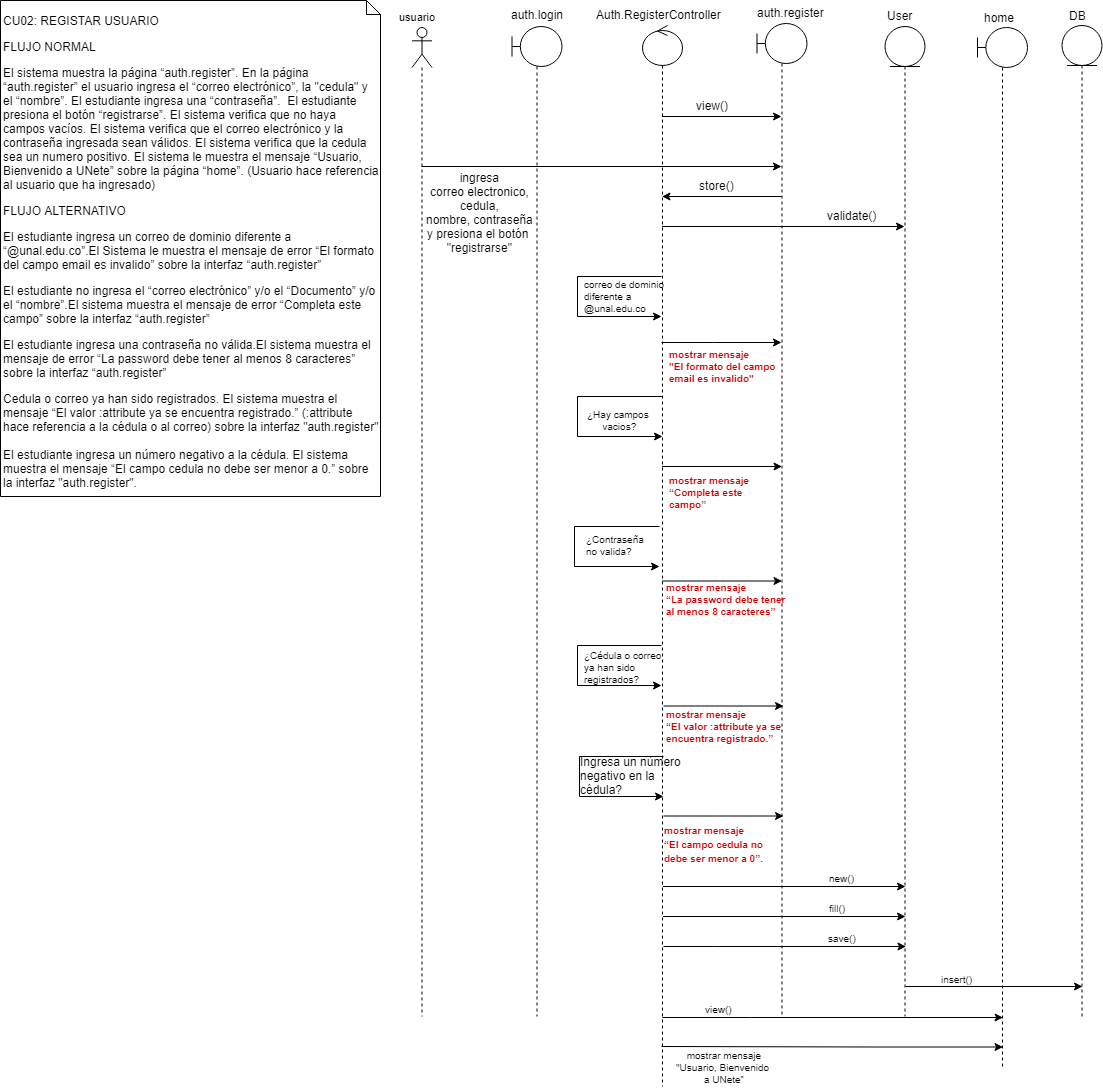 CU02: REGISTAR USUARIO
FLUJO NORMAL
El sistema muestra la página “auth.register”. En la página
“auth.register” el usuario ingresa el “correo electrónico”, la "cedula" y
el “nombre”. El estudiante ingresa una “contraseña”.  El estudiante
presiona el botón “registrarse”. El sistema verifica que no haya
campos vacíos. El sistema verifica que el correo electrónico y la
contraseña ingresada sean válidos. El sistema verifica que la cedula
sea un numero positivo. El sistema le muestra el mensaje “Usuario,
Bienvenido a UNete” sobre la página “home”. (Usuario hace referencia
al usuario que ha ingresado)
FLUJO ALTERNATIVO
El estudiante ingresa un correo de dominio diferente a
“@unal.edu.co”.El Sistema le muestra el mensaje de error “El formato
del campo email es invalido” sobre la interfaz “auth.register”
El estudiante no ingresa el “correo electrónico” y/o el “Documento” y/o
el “nombre”.El sistema muestra el mensaje de error “Completa este
campo” sobre la interfaz “auth.register”
El estudiante ingresa una contraseña no válida.El sistema muestra el
mensaje de error “La password debe tener al menos 8 caracteres”
sobre la interfaz “auth.register”
Cedula o correo ya han sido registrados. El sistema muestra el
mensaje “El valor :attribute ya se encuentra registrado.” (:attribute
hace referencia a la cédula o al correo) sobre la interfaz "auth.register"
El estudiante ingresa un número negativo a la cédula. El sistema
muestra el mensaje “El campo cedula no debe ser menor a 0.” sobre
la interfaz "auth.register".
usuario
auth.login
Auth.RegisterController
auth.register
User
home
DB
view()
ingresa
correo electronico,
cedula,
nombre, contraseña
y presiona el botón
"registrarse"
store()
validate()
correo de dominio
diferente a
@unal.edu.co
mostrar mensaje
"El formato del campo
email es invalido"
¿Hay campos
vacios?
mostrar mensaje
“Completa este
campo”
¿Contraseña
no valida?
mostrar mensaje
“La password debe tener
al menos 8 caracteres”
¿Cédula o correo
ya han sido
registrados?
mostrar mensaje
“El valor :attribute ya se
encuentra registrado.”
Ingresa un número
negativo en la
cédula?
mostrar mensaje
“El campo cedula no
debe ser menor a 0”.
new()
fill()
save()
insert()
view()
mostrar mensaje
"Usuario, Bienvenido
a UNete”